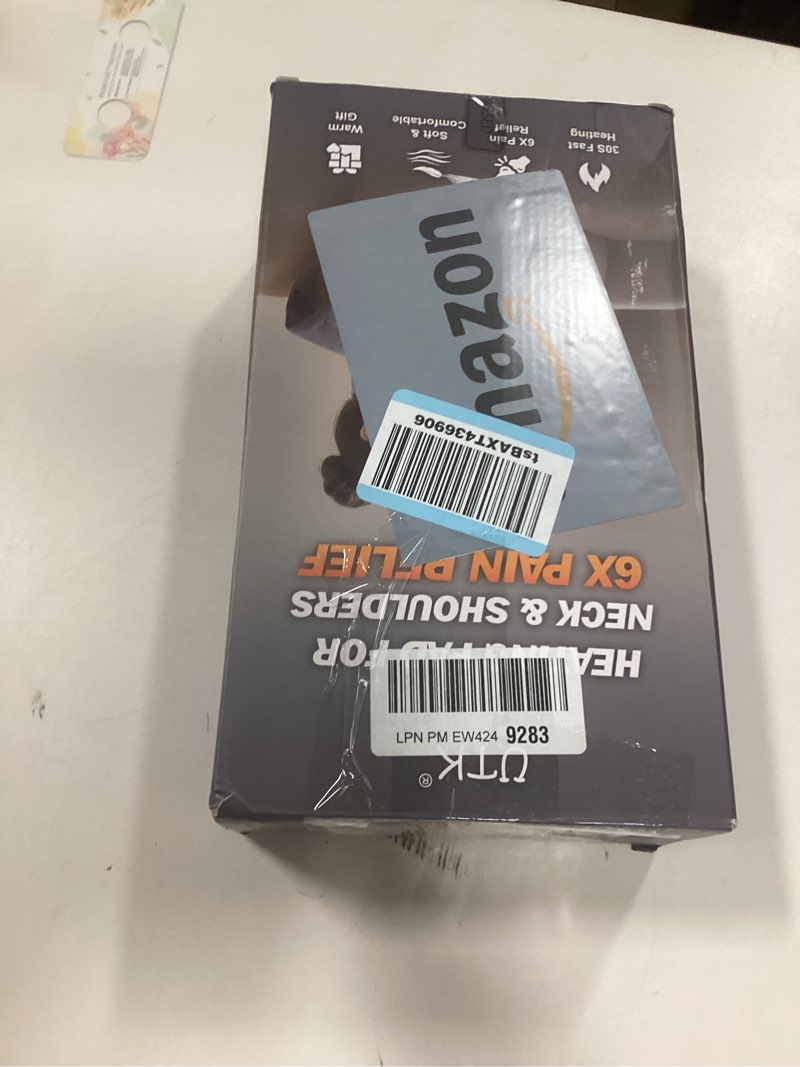 UTK®
HEATING PAD FOR
NECK & SHOULDERS
6X PAIN RELIEF
LPN PM EW424 9283
tsBAXT436906
amazon
30S Fast
Heating
6X Pain
Relief
Soft &
Comfortable
Warm
Gift